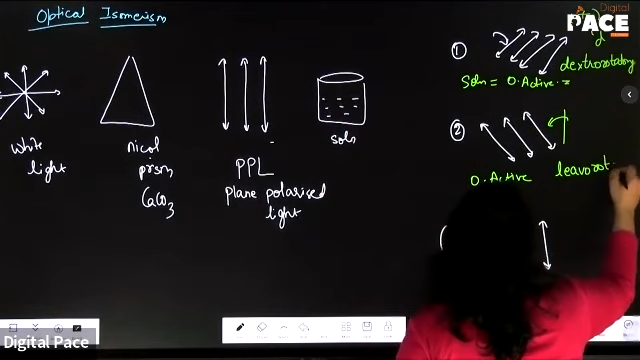 Optical Isomerism
Digital
PACE
1
dextrorotatory
Soln = O.Active =
2
O.Active
leavorot
white
light
nicol
prism
CaCO3
PPL
Plane polarised
light
soln
Digital Pace